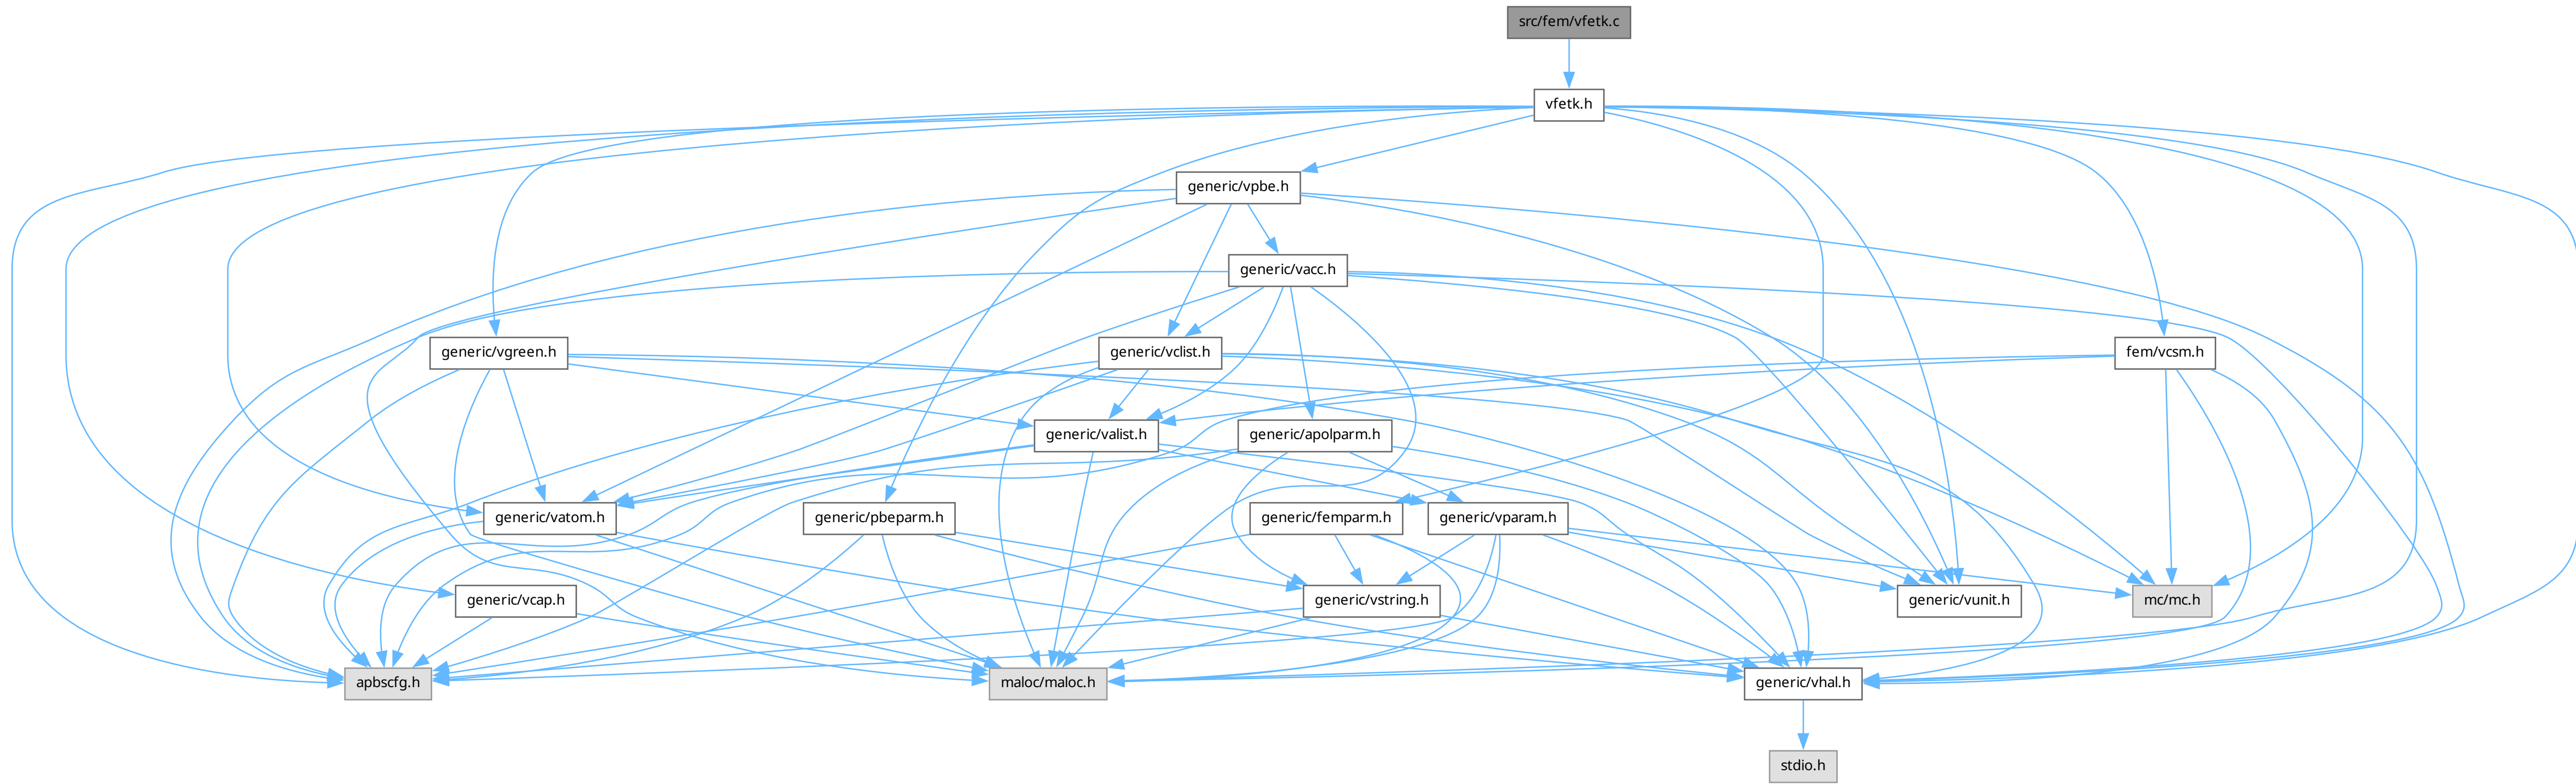 src/fem/vfetk.c
vfetk.h
generic/vpbe.h
generic/vacc.h
generic/vgreen.h
generic/vclist.h
fem/vcsm.h
generic/valist.h
generic/apolparm.h
generic/vatom.h
generic/pbeparm.h
generic/femparm.h
generic/vparam.h
generic/vcap.h
generic/vstring.h
generic/vunit.h
mc/mc.h
apbscfg.h
maloc/maloc.h
generic/vhal.h
stdio.h